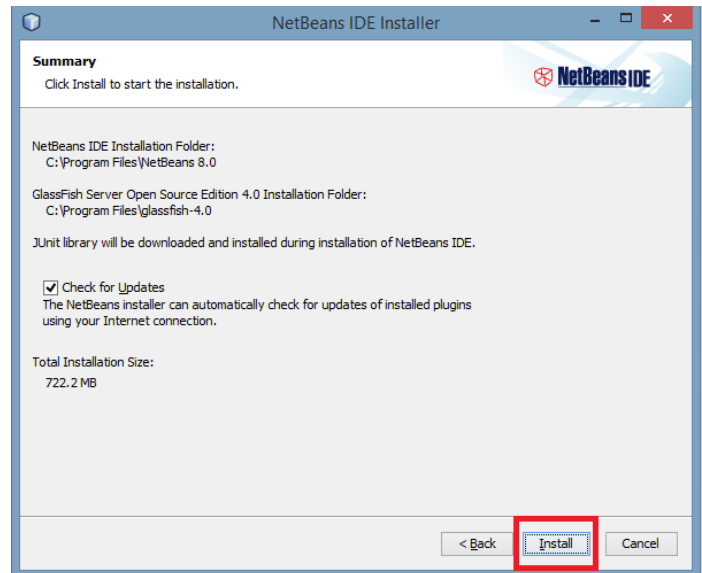 NetBeans IDE Installer
Summary
Click Install to start the installation.
NetBeans IDE
NetBeans IDE Installation Folder:
C:\Program Files\NetBeans 8.0
GlassFish Server Open Source Edition 4.0 Installation Folder:
C:\Program Files\glassfish-4.0
JUnit library will be downloaded and installed during installation of NetBeans IDE.
Check for Updates
The NetBeans installer can automatically check for updates of installed plugins
using your Internet connection.
Total Installation Size:
722.2 MB
< Back Install Cancel